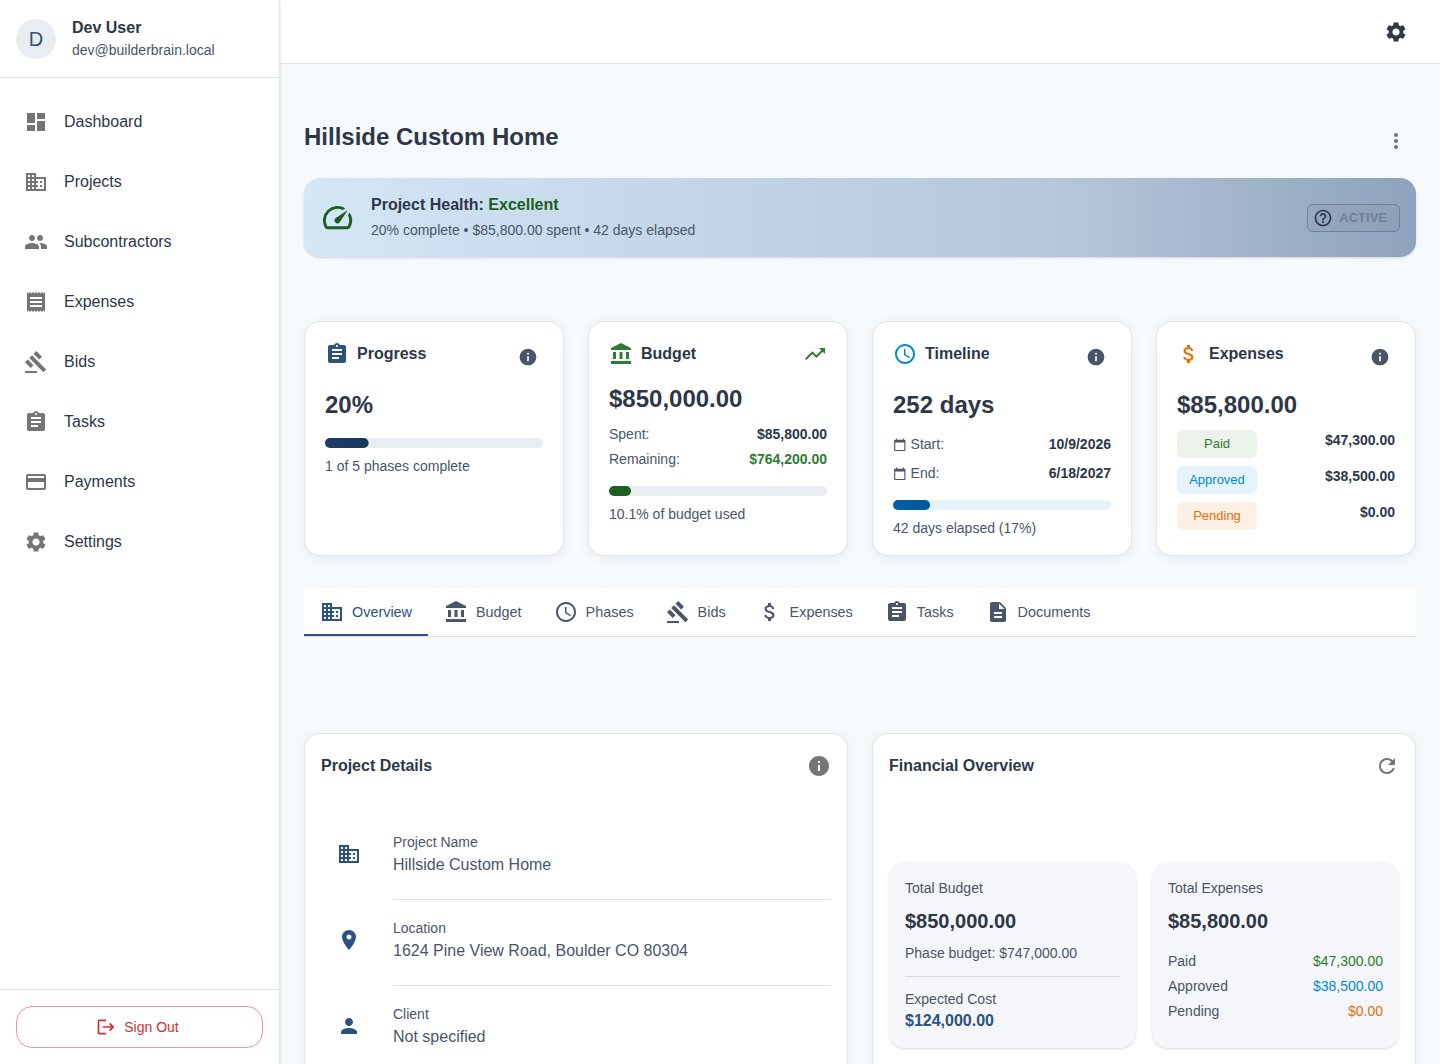 D
Dev User
dev@builderbrain.local
Dashboard
Projects
Subcontractors
Expenses
Bids
Tasks
Payments
Settings
Sign Out
Hillside Custom Home
Project Health: Excellent
20% complete • $85,800.00 spent • 42 days elapsed
ACTIVE
Progress
20%
1 of 5 phases complete
Budget
$850,000.00
Spent: $85,800.00
Remaining: $764,200.00
10.1% of budget used
Timeline
252 days
Start: 10/9/2026
End: 6/18/2027
42 days elapsed (17%)
Expenses
$85,800.00
Paid $47,300.00
Approved $38,500.00
Pending $0.00
Overview Budget Phases Bids Expenses Tasks Documents
Project Details
Project Name
Hillside Custom Home
Location
1624 Pine View Road, Boulder CO 80304
Client
Not specified
Financial Overview
Total Budget
$850,000.00
Phase budget: $747,000.00
Expected Cost
$124,000.00
Total Expenses
$85,800.00
Paid $47,300.00
Approved $38,500.00
Pending $0.00